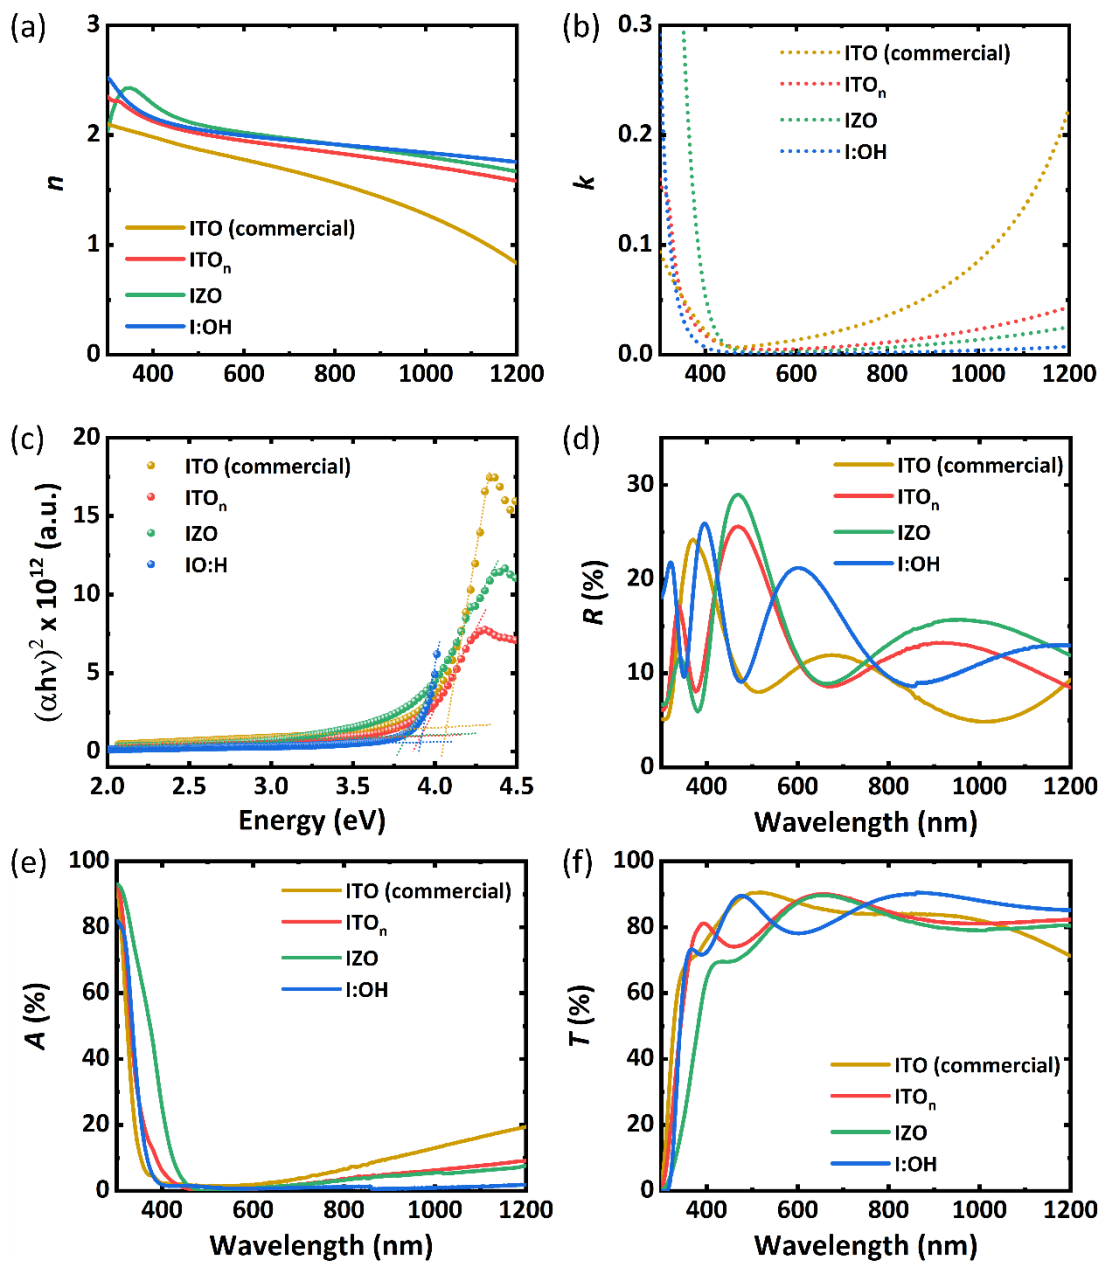 (a)
3
2
1
0
n
ITO (commercial)
ITOn
IZO
I:OH
400 600 800 1000 1200
(b)
0.3
0.2
0.1
0.0
k
ITO (commercial)
ITOn
IZO
I:OH
400 600 800 1000 1200
(c)
20
15
10
5
0
(αhν)² x 10¹² (a.u.)
ITO (commercial)
ITOn
IZO
IO:H
2.0 2.5 3.0 3.5 4.0 4.5
Energy (eV)
(d)
30
20
10
0
R (%)
ITO (commercial)
ITOn
IZO
I:OH
400 600 800 1000 1200
Wavelength (nm)
(e)
100
80
60
40
20
0
A (%)
ITO (commercial)
ITOn
IZO
I:OH
400 600 800 1000 1200
Wavelength (nm)
(f)
100
80
60
40
20
0
T (%)
ITO (commercial)
ITOn
IZO
I:OH
400 600 800 1000 1200
Wavelength (nm)